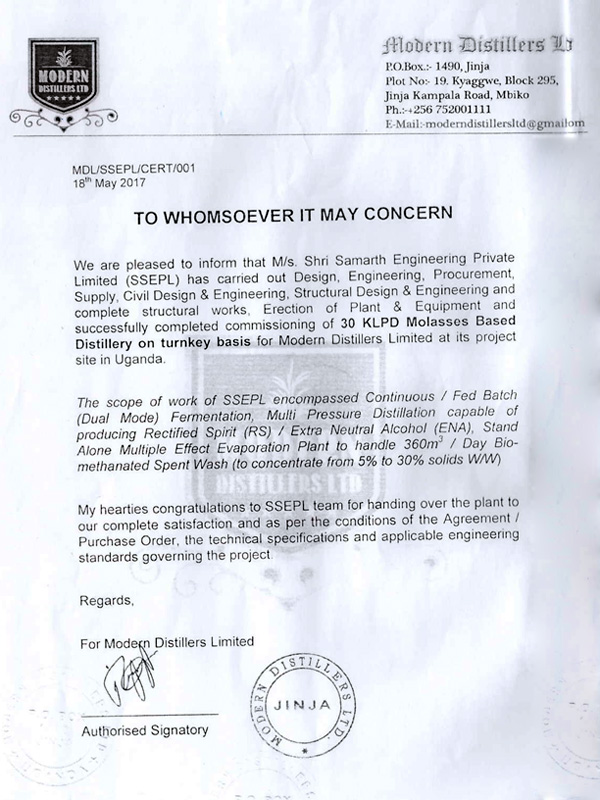 MODERN
DISTILLERS LTD
Modern Distillers Lt
P.O.Box.:- 1490, Jinja
Plot No:- 19. Kyaggwe, Block 295,
Jinja Kampala Road, Mbiko
Ph.:-+256 752001111
E-Mail:-moderndistillersltd@gmailom
MDL/SSEPL/CERT/001
18th May 2017
TO WHOMSOEVER IT MAY CONCERN
We are pleased to inform that M/s. Shri Samarth Engineering Private
Limited (SSEPL) has carried out Design, Engineering, Procurement,
Supply, Civil Design & Engineering, Structural Design & Engineering and
complete structural works, Erection of Plant & Equipment and
successfully completed commissioning of 30 KLPD Molasses Based
Distillery on turnkey basis for Modern Distillers Limited at its project
site in Uganda.
The scope of work of SSEPL encompassed Continuous / Fed Batch
(Dual Mode) Fermentation, Multi Pressure Distillation capable of
producing Rectified Spirit (RS) / Extra Neutral Alcohol (ENA), Stand
Alone Multiple Effect Evaporation Plant to handle 360m³ / Day Bio-
methanated Spent Wash (to concentrate from 5% to 30% solids W/W)
DISTILLERS LTD
My hearties congratulations to SSEPL team for handing over the plant to
our complete satisfaction and as per the conditions of the Agreement /
Purchase Order, the technical specifications and applicable engineering
standards governing the project.
Regards,
For Modern Distillers Limited
MODERN DISTILLERS LTD.
JINJA
Authorised Signatory